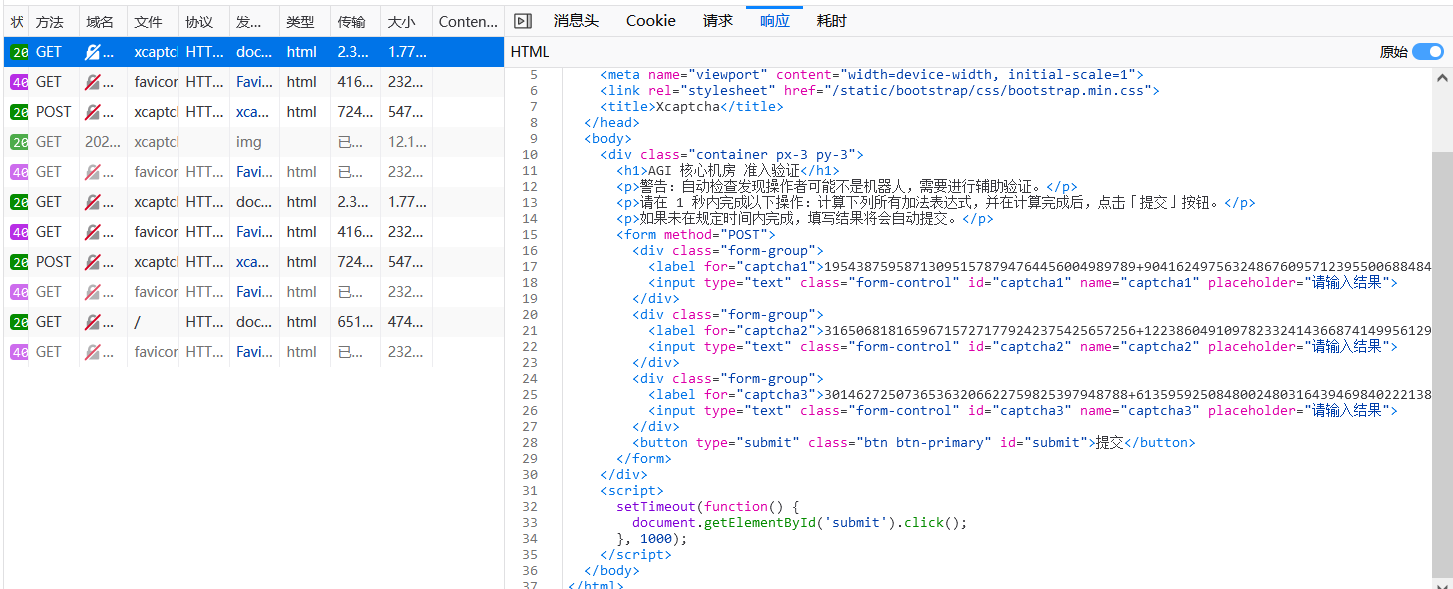 状 方法 域名 文件 协议 发... 类型 传输 大小 Conten... 消息头 Cookie 请求 响应 耗时
HTML 原始
20 GET ... xcaptcl HTT... doc... html 2.3... 1.77...
40 GET ... favicor HTT... Favi... html 416... 232...
20 POST ... xcaptcl HTT... xca... html 724... 547...
20 GET 202... xcaptcl img 已... 12.1...
40 GET ... favicor HTT... Favi... html 已... 232...
20 GET ... xcaptcl HTT... doc... html 2.3... 1.77...
40 GET ... favicor HTT... Favi... html 416... 232...
20 POST ... xcaptcl HTT... xca... html 724... 547...
40 GET ... favicor HTT... Favi... html 已... 232...
20 GET ... / HTT... doc... html 651... 474...
40 GET ... favicor HTT... Favi... html 已... 232...
5 <meta name="viewport" content="width=device-width, initial-scale=1">
6 <link rel="stylesheet" href="/static/bootstrap/css/bootstrap.min.css">
7 <title>Xcaptcha</title>
8 </head>
9 <body>
10 <div class="container px-3 py-3">
11 <h1>AGI 核心机房 准入验证</h1>
12 <p>警告：自动检查发现操作者可能不是机器人，需要进行辅助验证。</p>
13 <p>请在 1 秒内完成以下操作：计算下列所有加法表达式，并在计算完成后，点击「提交」按钮。</p>
14 <p>如果未在规定时间内完成，填写结果将会自动提交。</p>
15 <form method="POST">
16 <div class="form-group">
17 <label for="captcha1">195438759587130951578794764456004989789+904162497563248676095712395500688484
18 <input type="text" class="form-control" id="captcha1" name="captcha1" placeholder="请输入结果">
19 </div>
20 <div class="form-group">
21 <label for="captcha2">316506818165967157271779242375425657256+122386049109782332414366874149956129
22 <input type="text" class="form-control" id="captcha2" name="captcha2" placeholder="请输入结果">
23 </div>
24 <div class="form-group">
25 <label for="captcha3">301462725073653632066227598253979487​88+613595925084800248031643946984022213​8
26 <input type="text" class="form-control" id="captcha3" name="captcha3" placeholder="请输入结果">
27 </div>
28 <button type="submit" class="btn btn-primary" id="submit">提交</button>
29 </form>
30 </div>
31 <script>
32 setTimeout(function() {
33 document.getElementById('submit').click();
34 }, 1000);
35 </script>
36 </body>
37 </html>